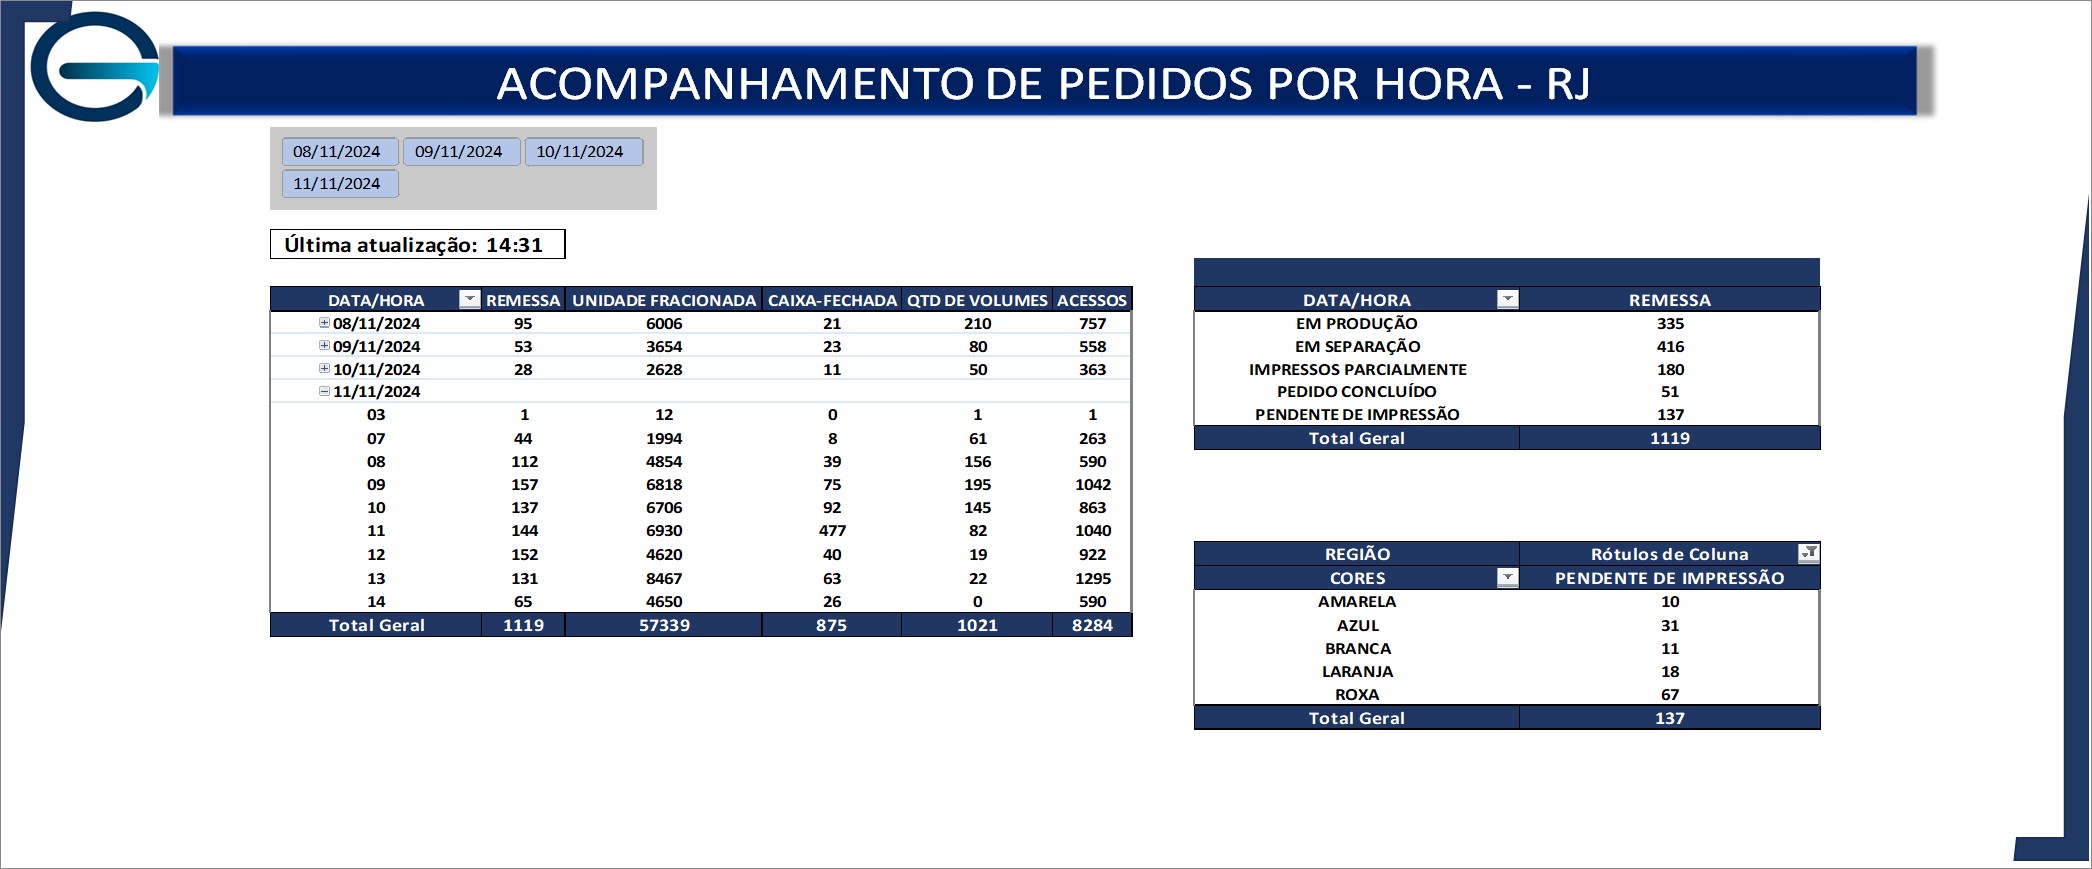 ACOMPANHAMENTO DE PEDIDOS POR HORA - RJ
08/11/2024 09/11/2024 10/11/2024
11/11/2024
Última atualização: 14:31
DATA/HORA REMESSA UNIDADE FRACIONADA CAIXA-FECHADA QTD DE VOLUMES ACESSOS
08/11/2024 95 6006 21 210 757
09/11/2024 53 3654 23 80 558
10/11/2024 28 2628 11 50 363
11/11/2024
03 1 12 0 1 1
07 44 1994 8 61 263
08 112 4854 39 156 590
09 157 6818 75 195 1042
10 137 6706 92 145 863
11 144 6930 477 82 1040
12 152 4620 40 19 922
13 131 8467 63 22 1295
14 65 4650 26 0 590
Total Geral 1119 57339 875 1021 8284
DATA/HORA REMESSA
EM PRODUÇÃO 335
EM SEPARAÇÃO 416
IMPRESSOS PARCIALMENTE 180
PEDIDO CONCLUÍDO 51
PENDENTE DE IMPRESSÃO 137
Total Geral 1119
REGIÃO Rótulos de Coluna
CORES PENDENTE DE IMPRESSÃO
AMARELA 10
AZUL 31
BRANCA 11
LARANJA 18
ROXA 67
Total Geral 137